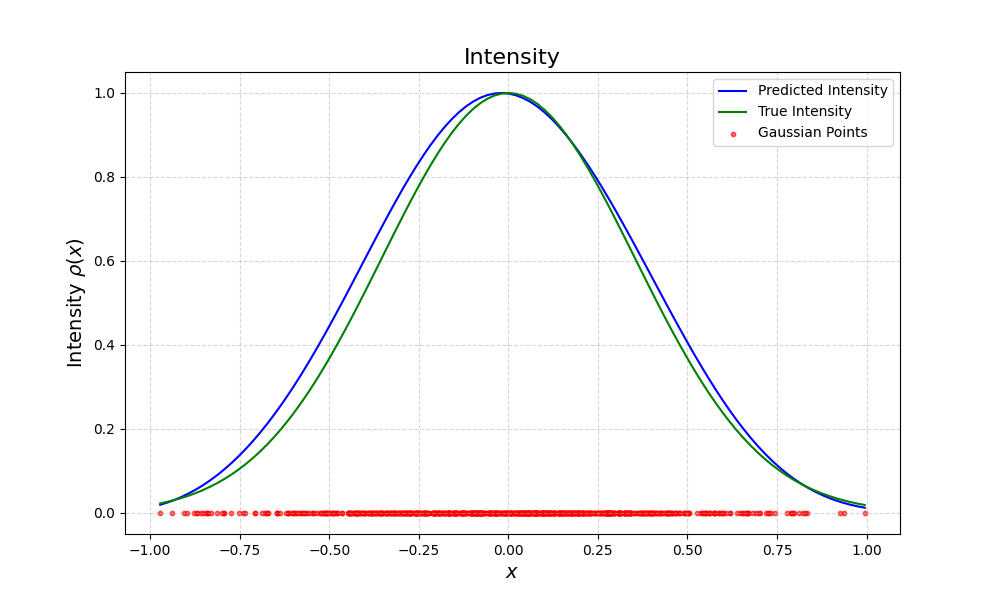 Intensity
Predicted Intensity
True Intensity
Gaussian Points
Intensity ρ(x)
1.0
0.8
0.6
0.4
0.2
0.0
−1.00 −0.75 −0.50 −0.25 0.00 0.25 0.50 0.75 1.00
x